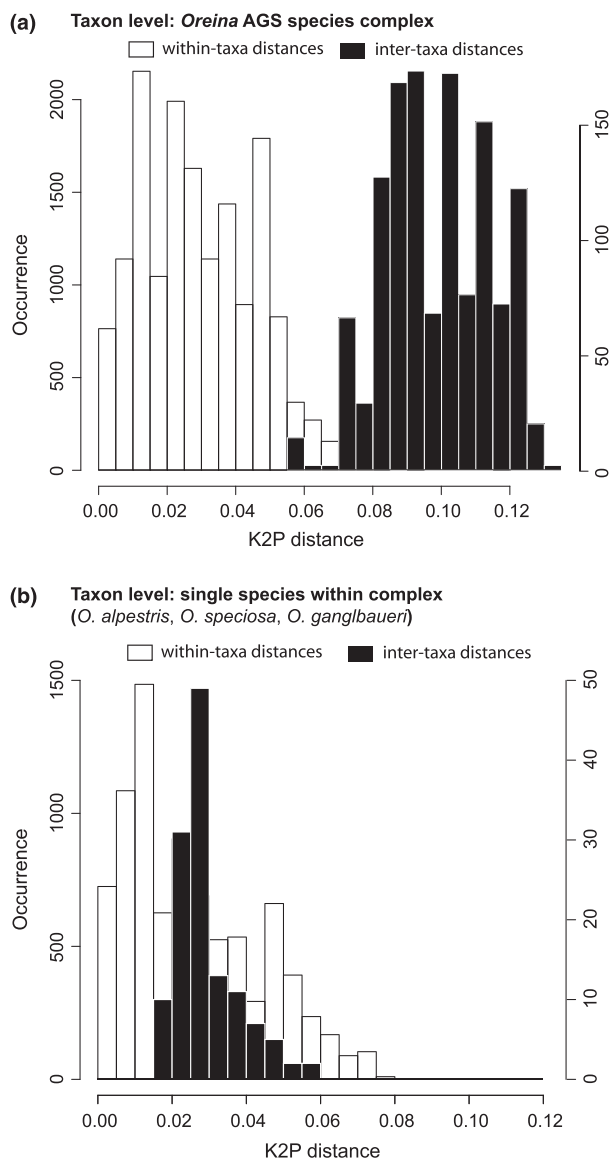 (a) Taxon level: Oreina AGS species complex
within-taxa distances inter-taxa distances
Occurrence
0 500 1000 1500 2000
0 50 100 150
0.00 0.02 0.04 0.06 0.08 0.10 0.12
K2P distance
(b) Taxon level: single species within complex
(O. alpestris, O. speciosa, O. ganglbaueri)
within-taxa distances inter-taxa distances
Occurrence
0 500 1000 1500
0 10 20 30 40 50
0.00 0.02 0.04 0.06 0.08 0.10 0.12
K2P distance